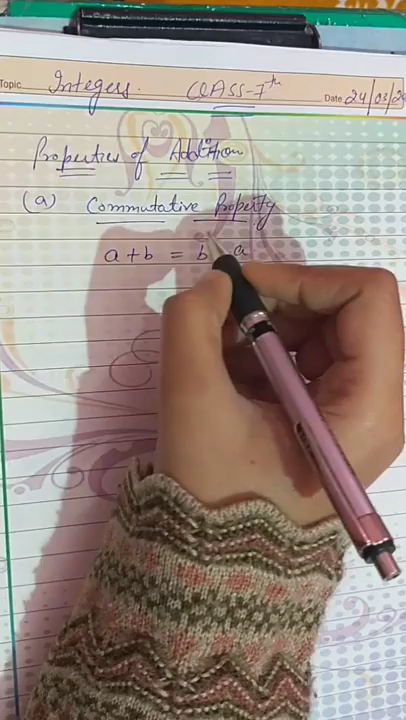 Topic Integers. CLASS-7th Date 24/03/2
Properties of Addition
(a) Commutative Property
a + b = b a